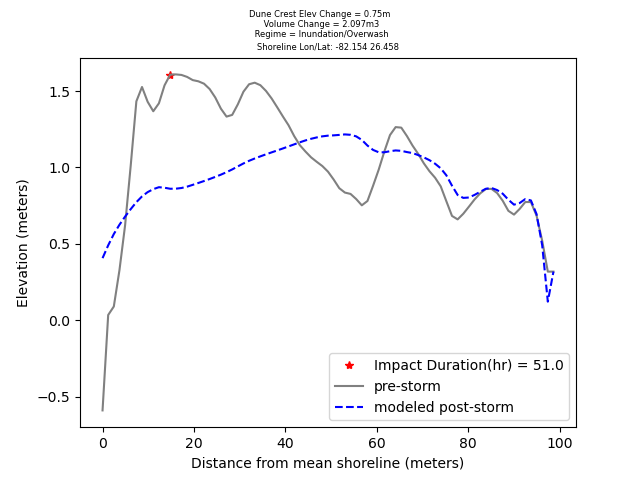 Dune Crest Elev Change = 0.75m
Volume Change = 2.097m3
Regime = Inundation/Overwash
Shoreline Lon/Lat: -82.154 26.458
1.5
1.0
0.5
0.0
−0.5
Elevation (meters)
Impact Duration(hr) = 51.0
pre-storm
modeled post-storm
0 20 40 60 80 100
Distance from mean shoreline (meters)